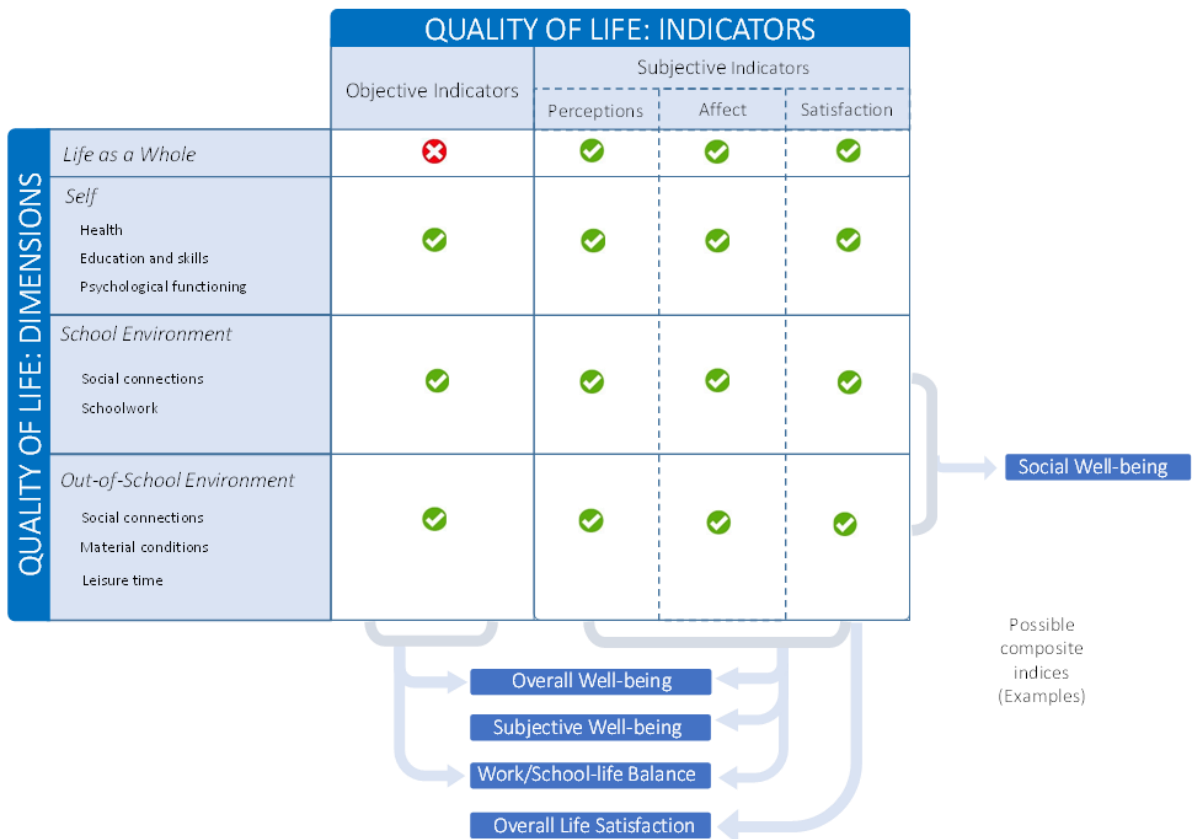 QUALITY OF LIFE: INDICATORS
Objective Indicators
Subjective Indicators
Perceptions
Affect
Satisfaction
QUALITY OF LIFE: DIMENSIONS
Life as a Whole
Self
Health
Education and skills
Psychological functioning
School Environment
Social connections
Schoolwork
Out-of-School Environment
Social connections
Material conditions
Leisure time
Social Well-being
Possible
composite
indices
(Examples)
Overall Well-being
Subjective Well-being
Work/School-life Balance
Overall Life Satisfaction